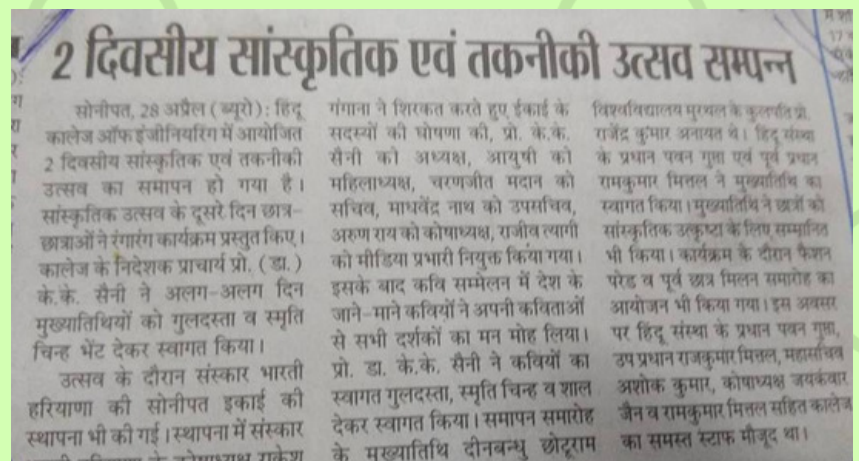 2 दिवसीय सांस्कृतिक एवं तकनीकी उत्सव सम्पन्न
सोनीपत, 28 अप्रैल (ब्यूरो): हिंदू
कालेज ऑफ इंजीनियरिंग में आयोजित
2 दिवसीय सांस्कृतिक एवं तकनीकी
उत्सव का समापन हो गया है।
सांस्कृतिक उत्सव के दूसरे दिन छात्र-
छात्राओं ने रंगारंग कार्यक्रम प्रस्तुत किए।
कालेज के निदेशक प्राचार्य प्रो. (डा.)
के.के. सैनी ने अलग-अलग दिन
मुख्यातिथियों को गुलदस्ता व स्मृति
चिन्ह भेंट देकर स्वागत किया।
उत्सव के दौरान संस्कार भारती
हरियाणा की सोनीपत इकाई की
स्थापना भी की गई। स्थापना में संस्कार
गंगाना ने शिरकत करते हुए ईकाई के
सदस्यों की घोषणा की, प्रो. के.के.
सैनी को अध्यक्ष, आयुषी को
महिलाध्यक्ष, चरणजीत मदान को
सचिव, माधवेंद्र नाथ को उपसचिव,
अरुण राय को कोषाध्यक्ष, राजीव त्यागी
को मीडिया प्रभारी नियुक्त किया गया।
इसके बाद कवि सम्मेलन में देश के
जाने-माने कवियों ने अपनी कविताओं
से सभी दर्शकों का मन मोह लिया।
प्रो. डा. के.के. सैनी ने कवियों का
स्वागत गुलदस्ता, स्मृति चिन्ह व शाल
देकर स्वागत किया। समापन समारोह
के मुख्यातिथि दीनबन्धु छोटूराम
विश्वविद्यालय मुरथल के कुलपति प्रो.
राजेंद्र कुमार अनायत थे। हिंदू संस्था
के प्रधान पवन गुप्ता एवं पूर्व प्रधान
रामकुमार मित्तल ने मुख्यातिथि का
स्वागत किया। मुख्यातिथि ने छात्रों को
सांस्कृतिक उत्कृष्टा के लिए सम्मानित
भी किया। कार्यक्रम के दौरान फैशन
परेड व पूर्व छात्र मिलन समारोह का
आयोजन भी किया गया। इस अवसर
पर हिंदू संस्था के प्रधान पवन गुप्ता,
उप प्रधान राजकुमार मित्तल, महासचिव
अशोक कुमार, कोषाध्यक्ष जयकंवार
जैन व रामकुमार मित्तल सहित कालेज
का समस्त स्टाफ मौजूद था।